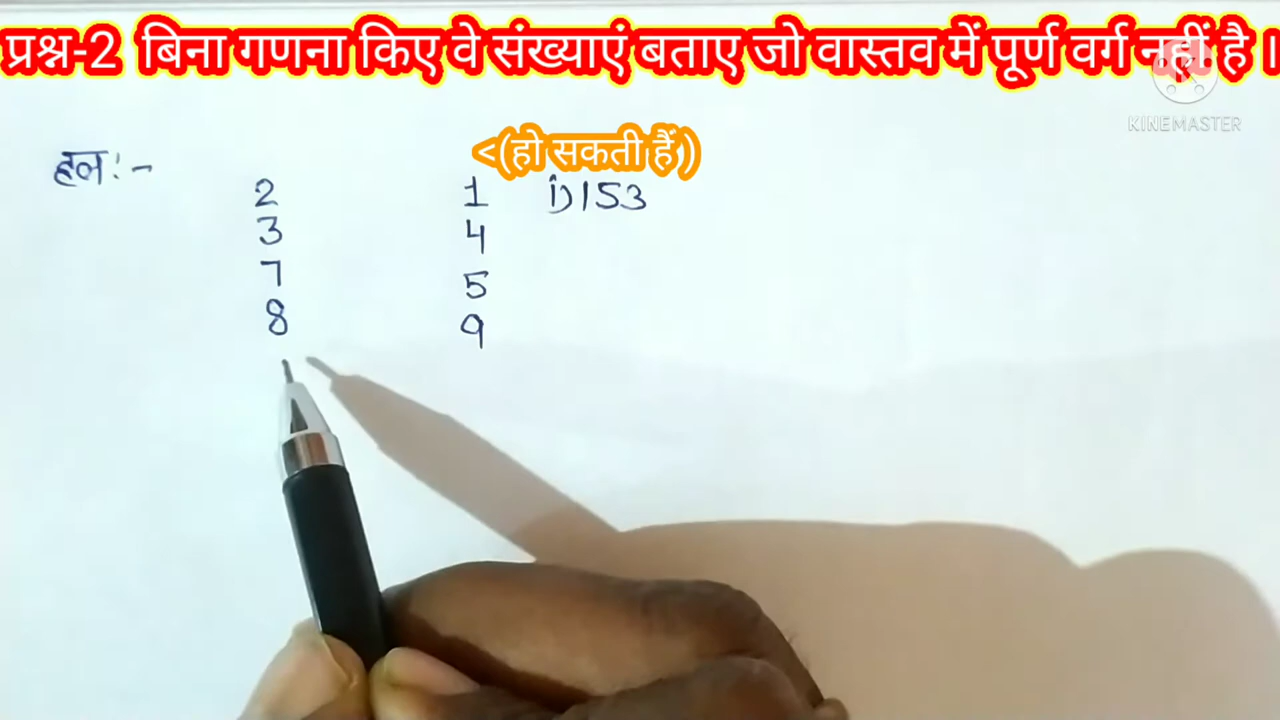 प्रश्न-2 बिना गणना किए वे संख्याएं बताए जो वास्तव में पूर्ण वर्ग नहीं है ।
KINEMASTER
<(हो सकती हैं)
हल:-
2 1 i) 153
3 4
7 5
8 9